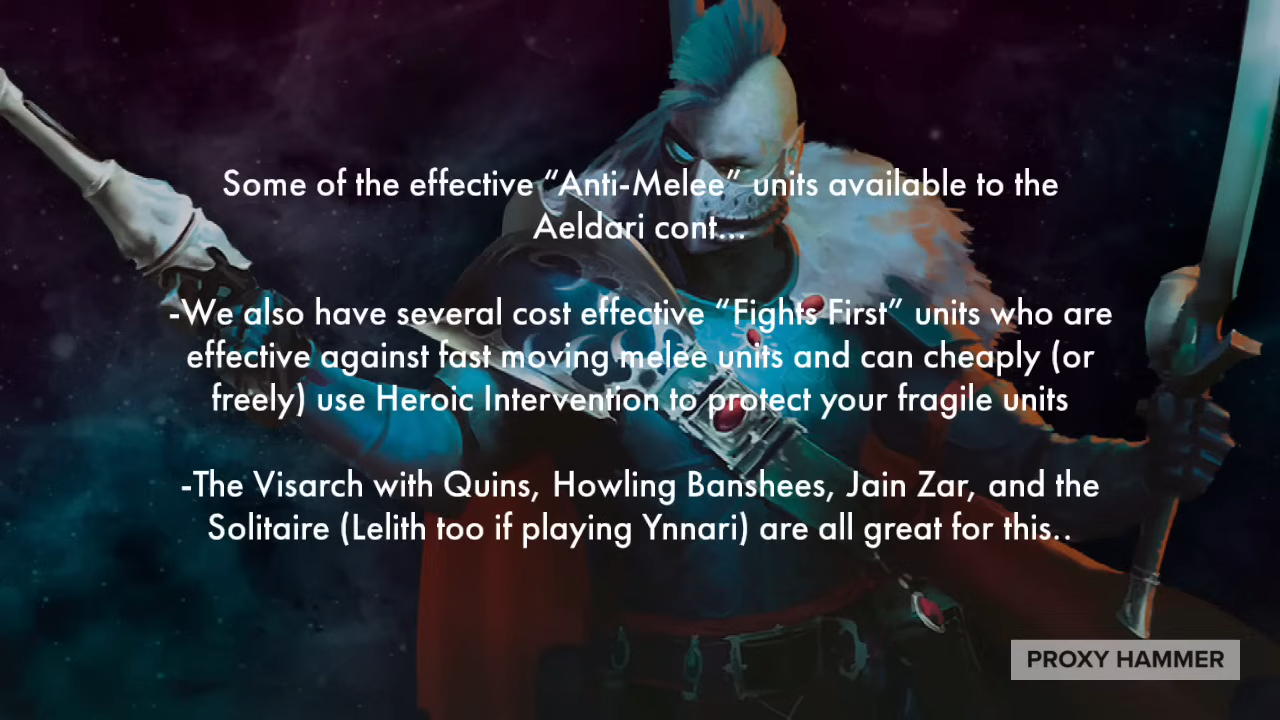 Some of the effective “Anti-Melee” units available to the
Aeldari cont...
-We also have several cost effective “Fights First” units who are
effective against fast moving melee units and can cheaply (or
freely) use Heroic Intervention to protect your fragile units
-The Visarch with Quins, Howling Banshees, Jain Zar, and the
Solitaire (Lelith too if playing Ynnari) are all great for this..
PROXY HAMMER